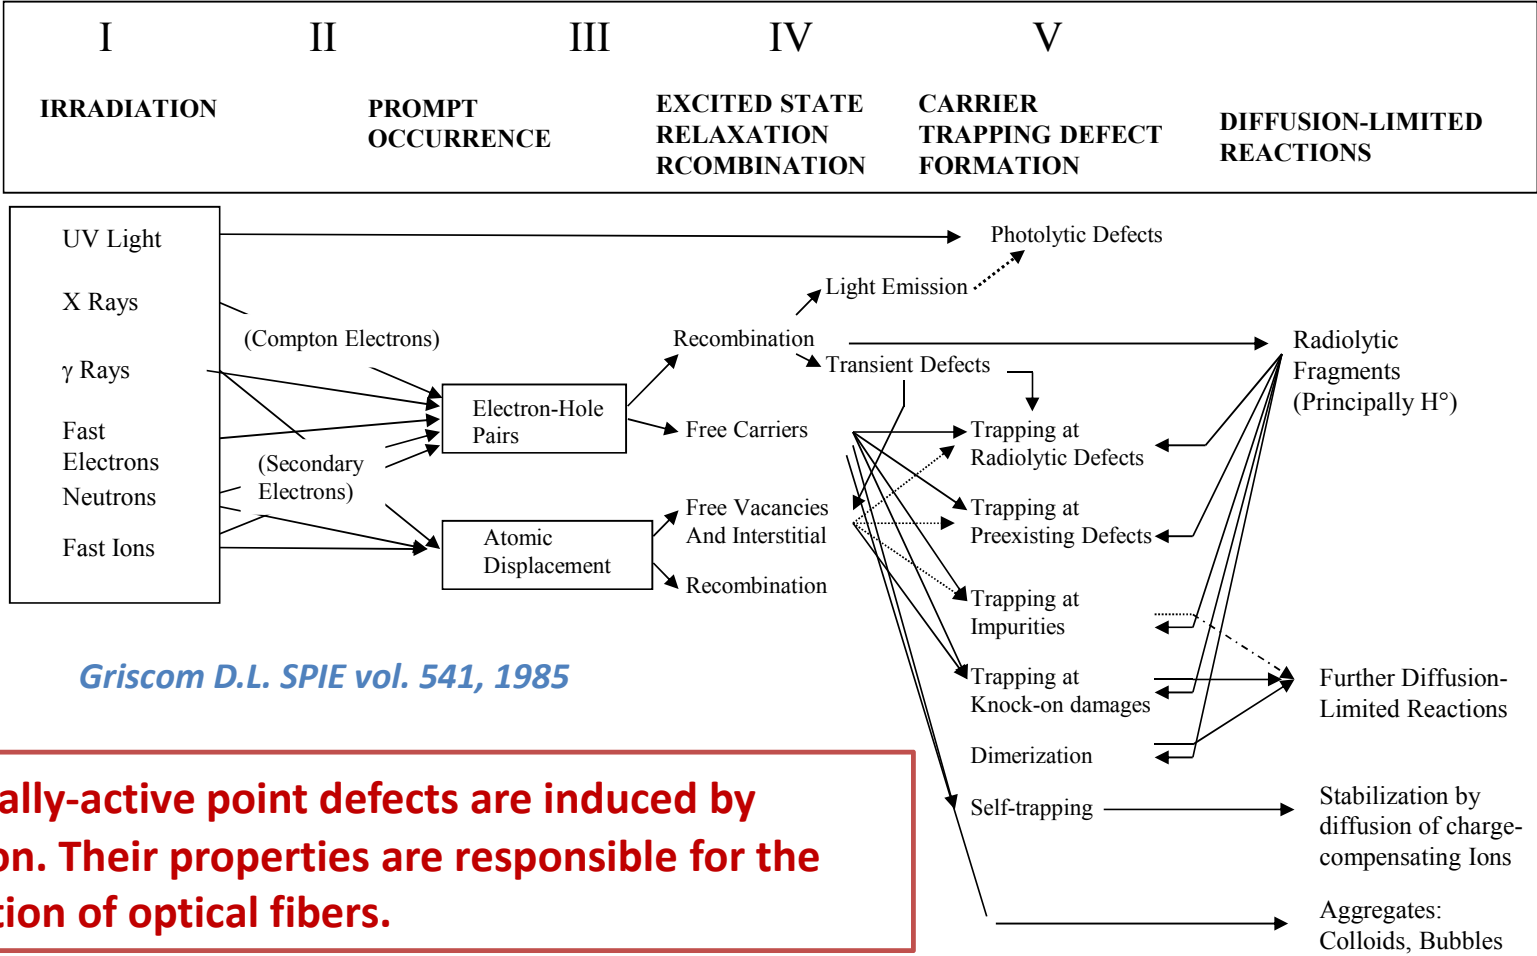 I II III IV V
IRRADIATION
PROMPT
OCCURRENCE
EXCITED STATE
RELAXATION
RCOMBINATION
CARRIER
TRAPPING DEFECT
FORMATION
DIFFUSION-LIMITED
REACTIONS
UV Light
X Rays
γ Rays
Fast
Electrons
Neutrons
Fast Ions
(Compton Electrons)
(Secondary
Electrons)
Electron-Hole
Pairs
Atomic
Displacement
Recombination
Free Carriers
Free Vacancies
And Interstitial
Recombination
Light Emission
Transient Defects
Photolytic Defects
Trapping at
Radiolytic Defects
Trapping at
Preexisting Defects
Trapping at
Impurities
Trapping at
Knock-on damages
Dimerization
Self-trapping
Radiolytic
Fragments
(Principally H°)
Further Diffusion-
Limited Reactions
Stabilization by
diffusion of charge-
compensating Ions
Aggregates:
Colloids, Bubbles
Griscom D.L. SPIE vol. 541, 1985
ally-active point defects are induced by
on. Their properties are responsible for the
tion of optical fibers.